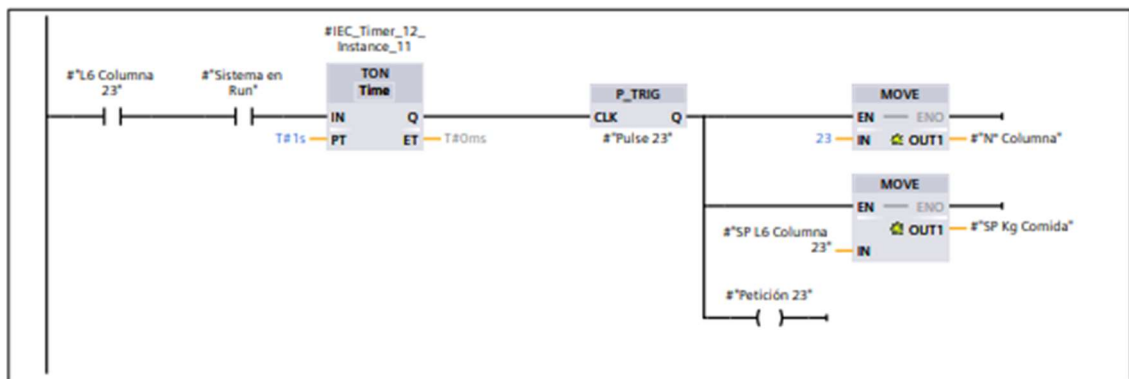 #IEC_Timer_12_
Instance_11
#"L6 Columna
23"
#"Sistema en
Run"
TON
Time
IN
Q
T#1s
PT
ET
T#0ms
P_TRIG
CLK
Q
#"Pulse 23"
MOVE
EN
ENO
23
IN
OUT1
#"N° Columna"
MOVE
EN
ENO
OUT1
#"SP Kg Comida"
#"SP L6 Columna
23"
IN
#"Petición 23"